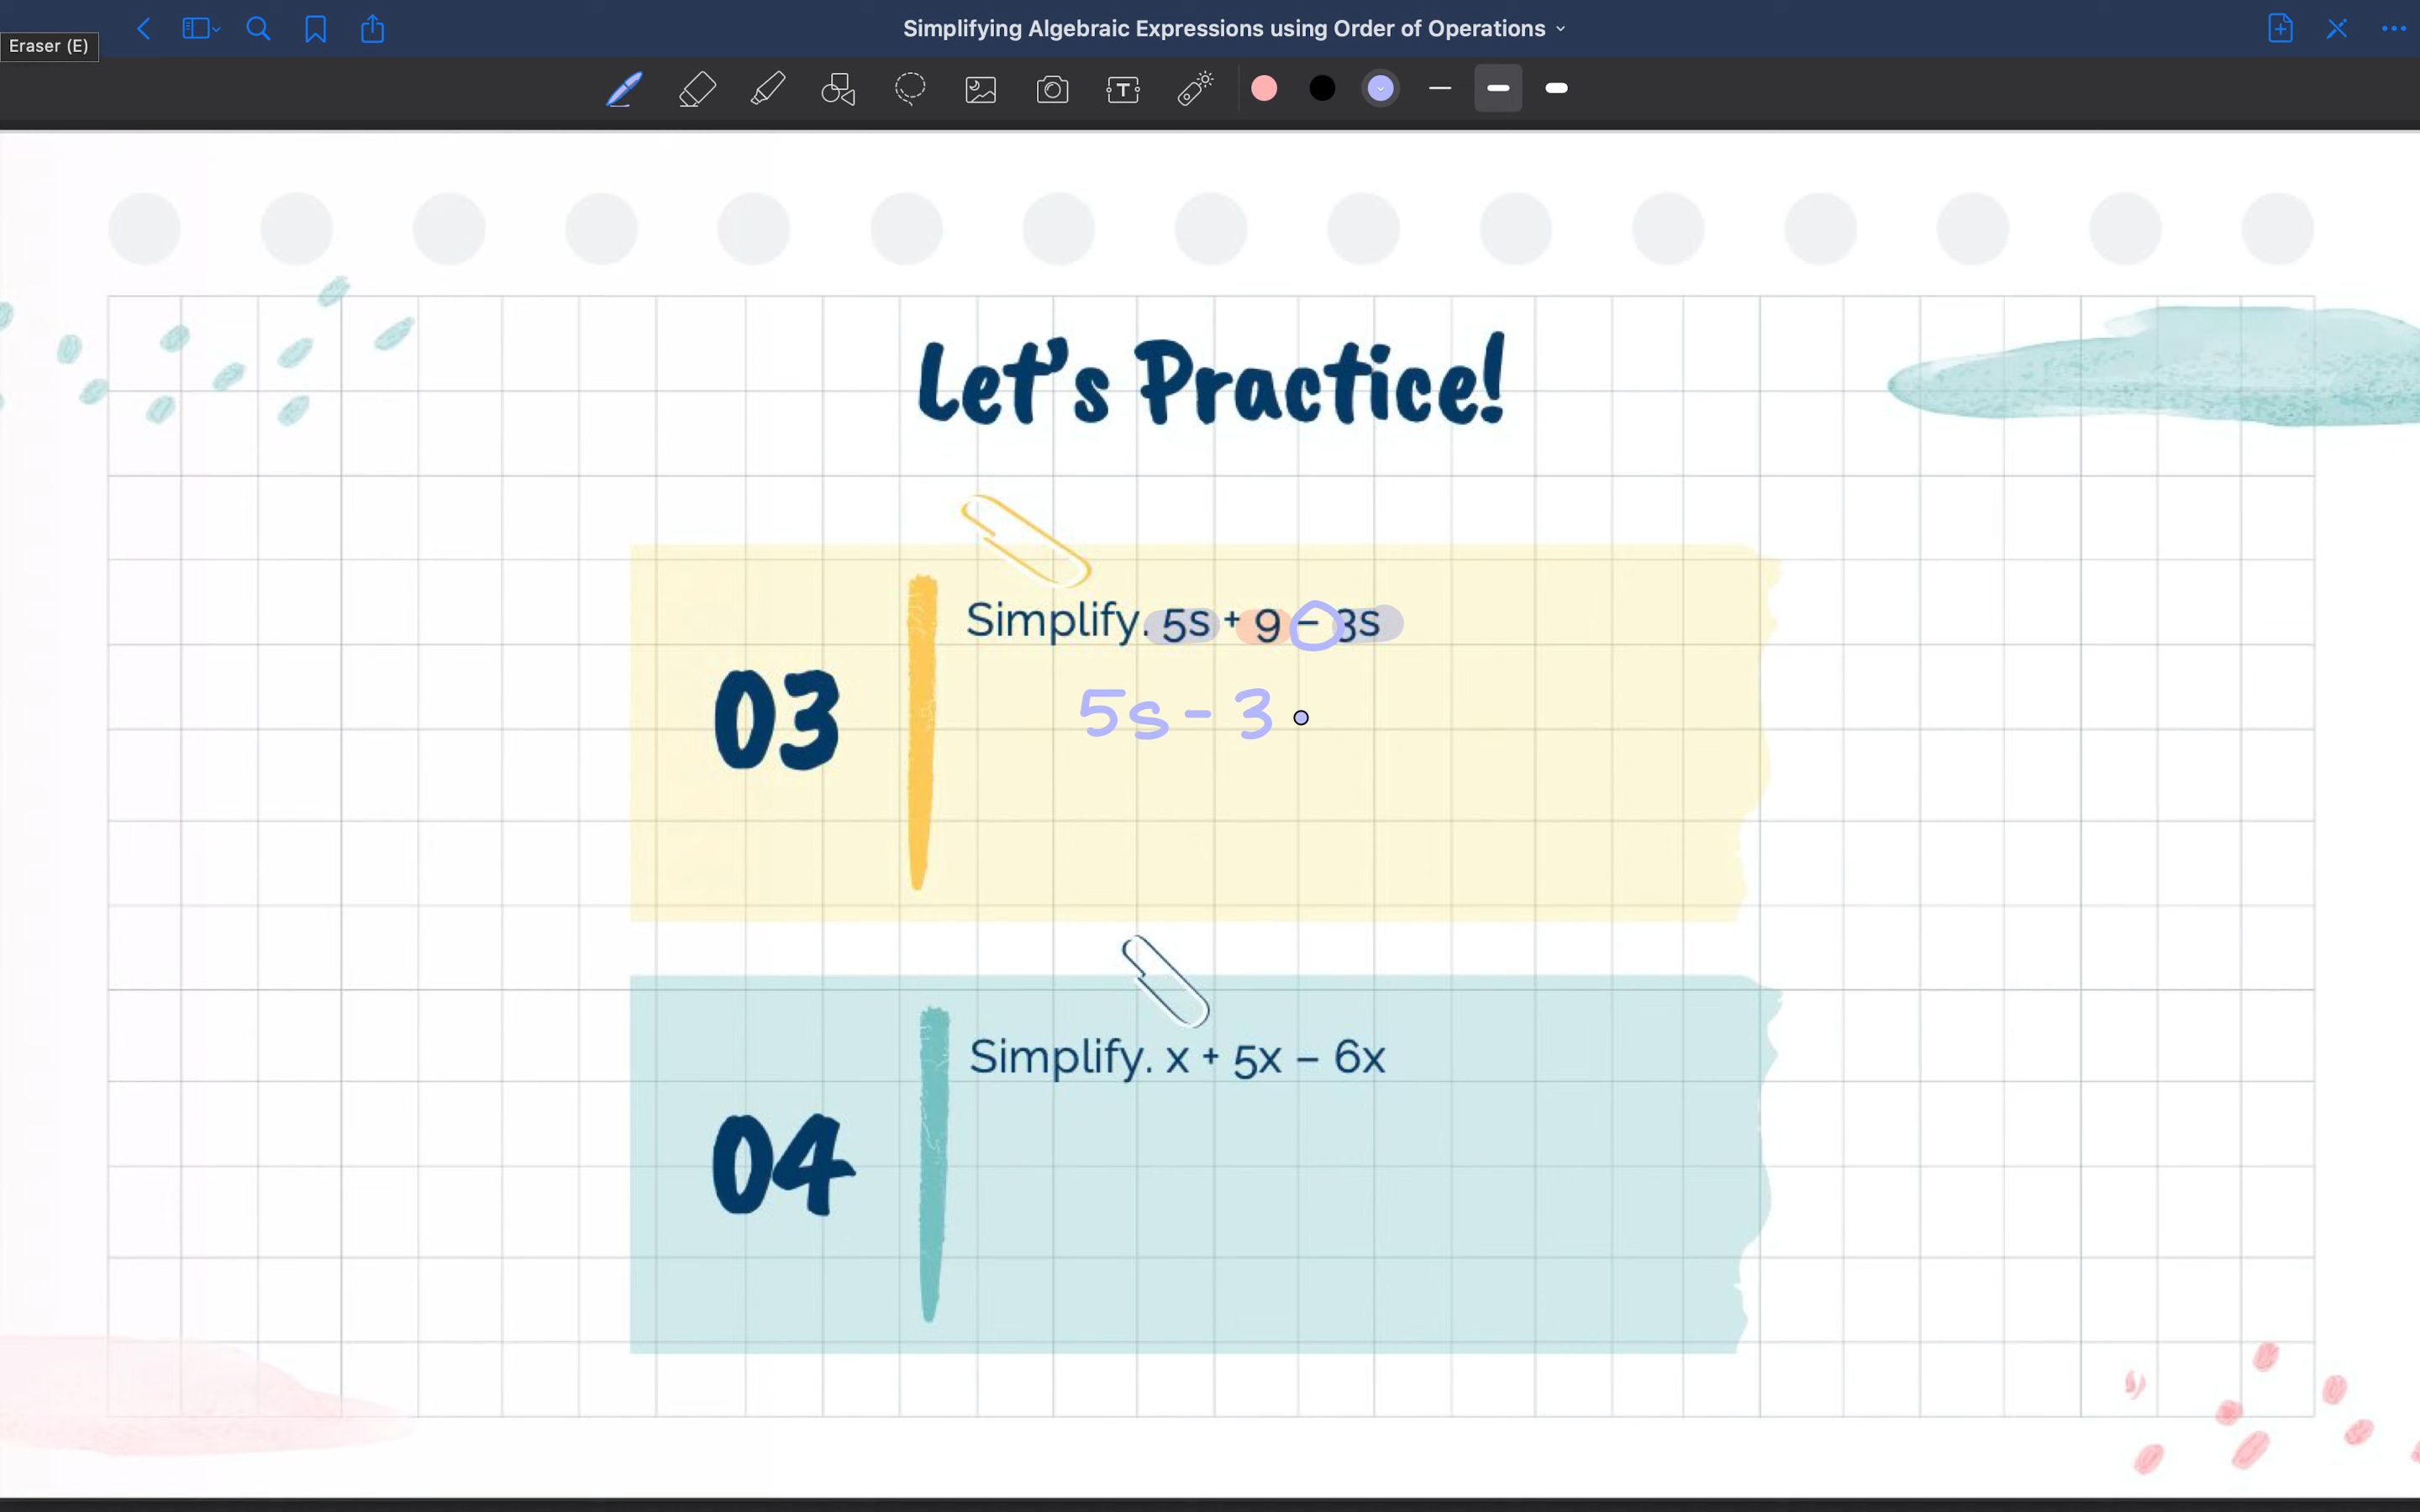 Simplifying Algebraic Expressions using Order of Operations
Eraser (E)
T
Let's Practice!
03
Simplify. 5s + 9 – 3s
5s - 3
04
Simplify. x + 5x – 6x